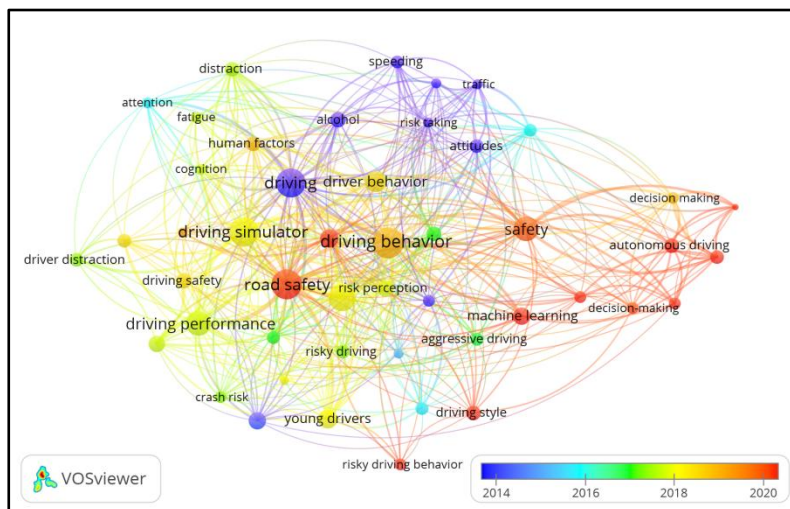 speeding
distraction
traffic
attention
fatigue
alcohol
risk taking
human factors
attitudes
cognition
driving
driver behavior
decision making
driving simulator
safety
driving behavior
autonomous driving
driver distraction
driving safety
road safety
risk perception
decision-making
machine learning
driving performance
aggressive driving
risky driving
crash risk
young drivers
driving style
risky driving behavior
VOSviewer
2014 2016 2018 2020